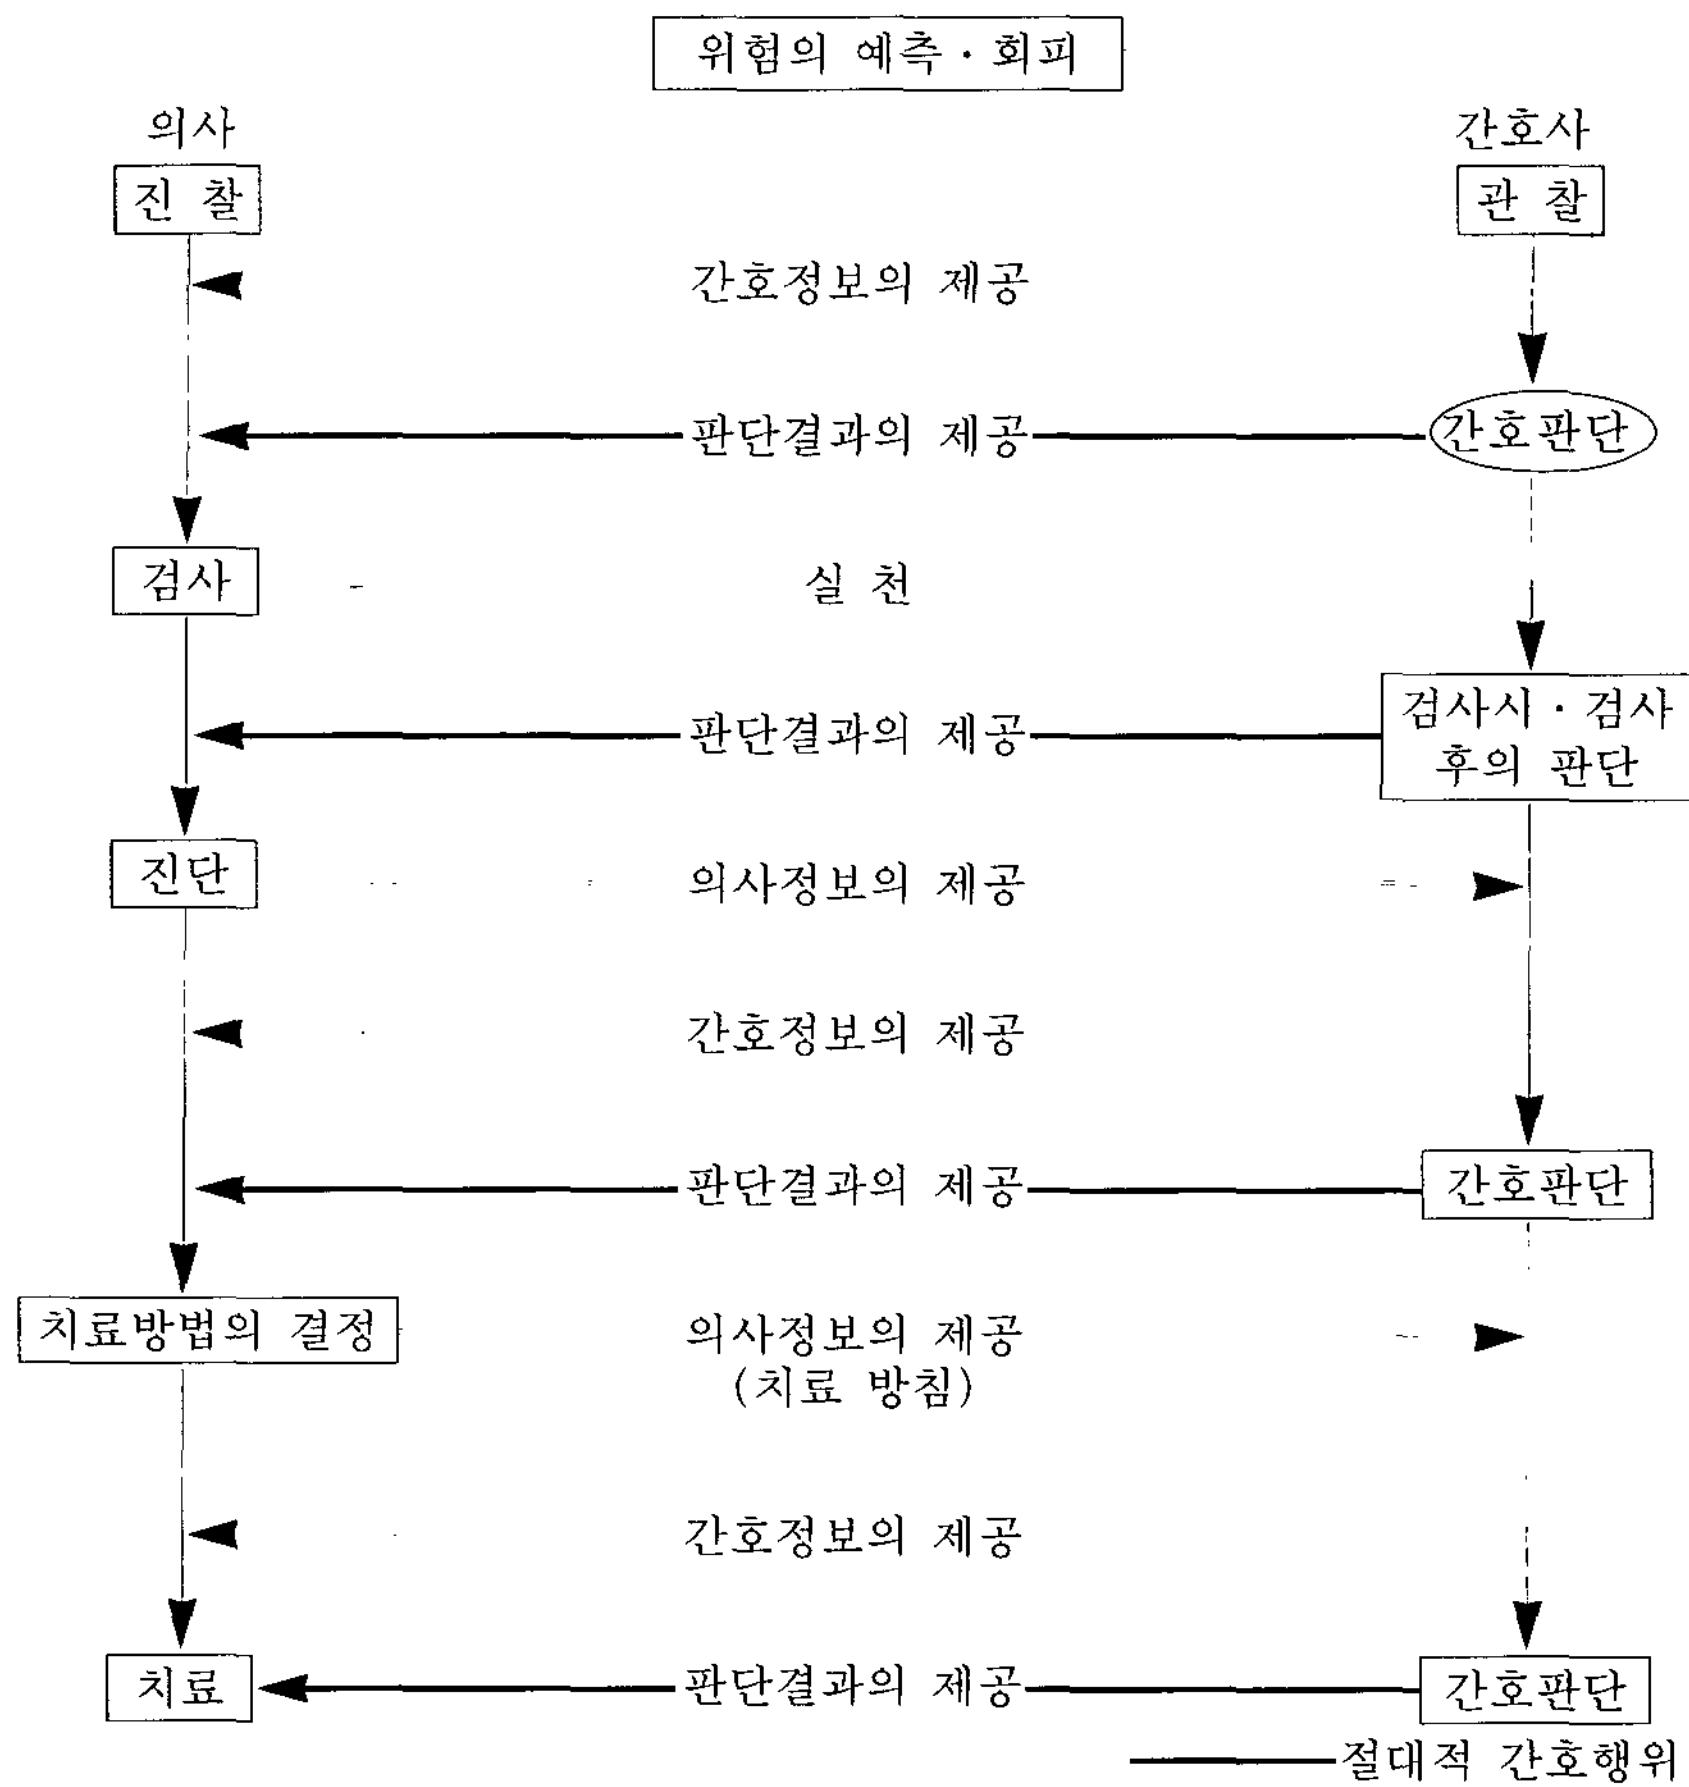 위험의 예측·회피
의사
간호사
진 찰
관 찰
간호정보의 제공
판단결과의 제공
간호판단
검사
실 천
판단결과의 제공
검사시·검사
후의 판단
진단
의사정보의 제공
간호정보의 제공
판단결과의 제공
간호판단
치료방법의 결정
의사정보의 제공
(치료 방침)
간호정보의 제공
치료
판단결과의 제공
간호판단
절대적 간호행위